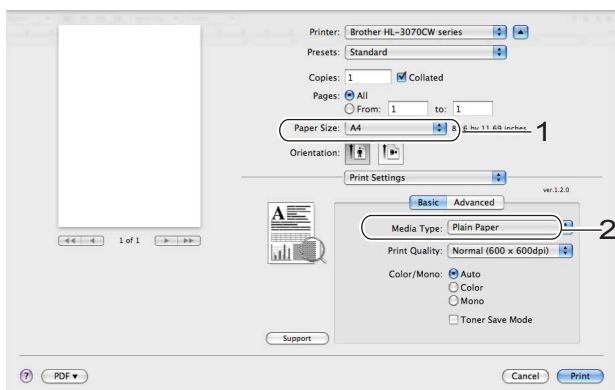 Printer: Brother HL-3070CW series
Presets: Standard
Copies: 1 Collated
Pages: All
From: 1 to: 1
Paper Size: A4 8 6 by 11.69 inches 1
Orientation:
Print Settings
ver.1.2.0
Basic Advanced
Media Type: Plain Paper 2
Print Quality: Normal (600 x 600dpi)
Color/Mono: Auto
Color
Mono
Toner Save Mode
1 of 1
Support
? PDF Cancel Print